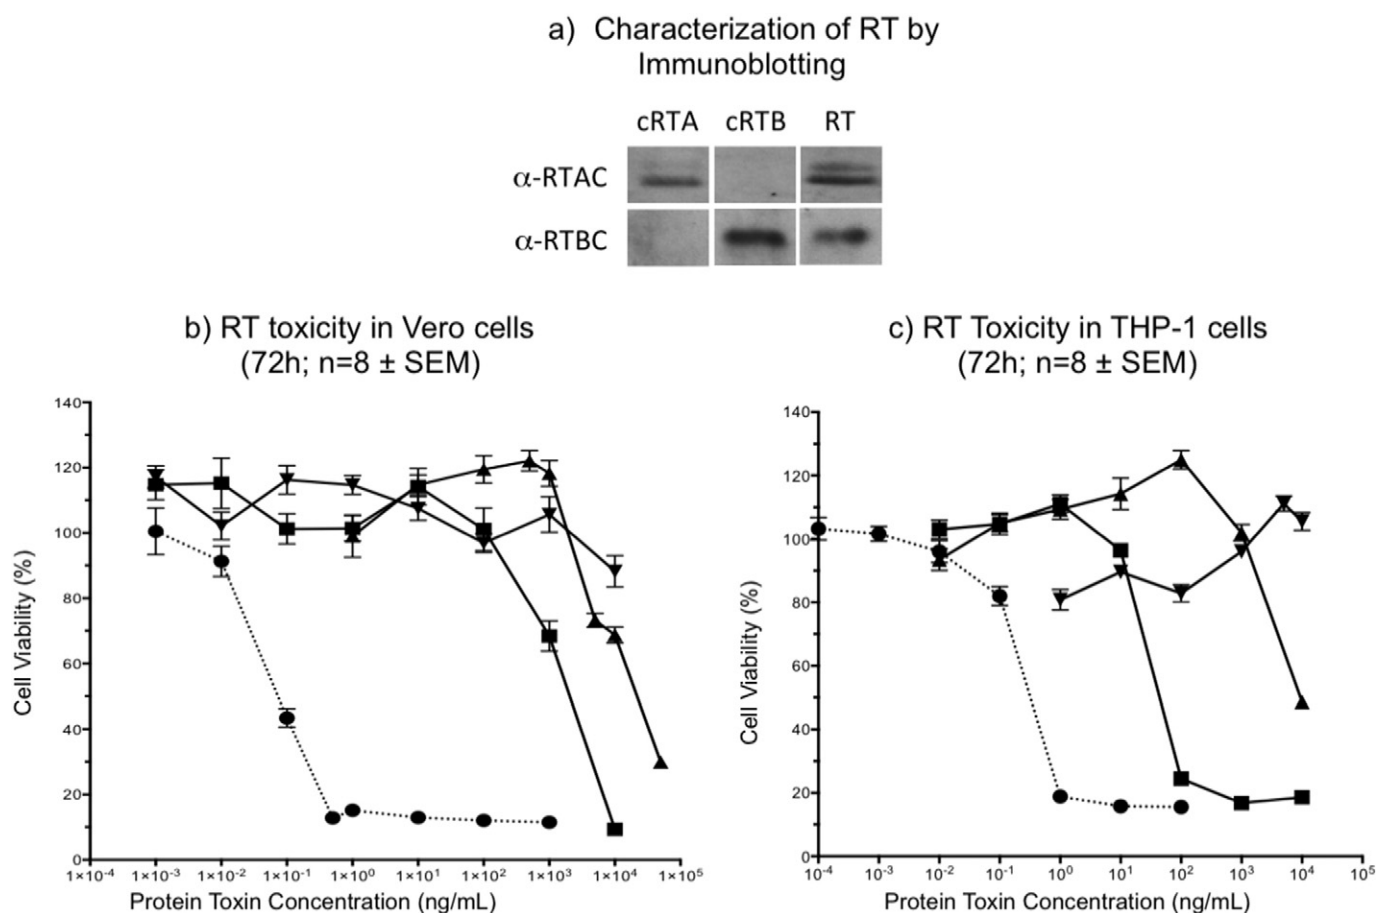 a) Characterization of RT by
Immunoblotting
cRTA cRTB RT
α-RTAC
α-RTBC
b) RT toxicity in Vero cells
(72h; n=8 ± SEM)
140
120
100
80
60
40
20
0
Cell Viability (%)
1×10-4 1×10-3 1×10-2 1×10-1 1×100 1×101 1×102 1×103 1×104 1×105
Protein Toxin Concentration (ng/mL)
c) RT Toxicity in THP-1 cells
(72h; n=8 ± SEM)
140
120
100
80
60
40
20
0
Cell Viability (%)
10-4 10-3 10-2 10-1 100 101 102 103 104 105
Protein Toxin Concentration (ng/mL)